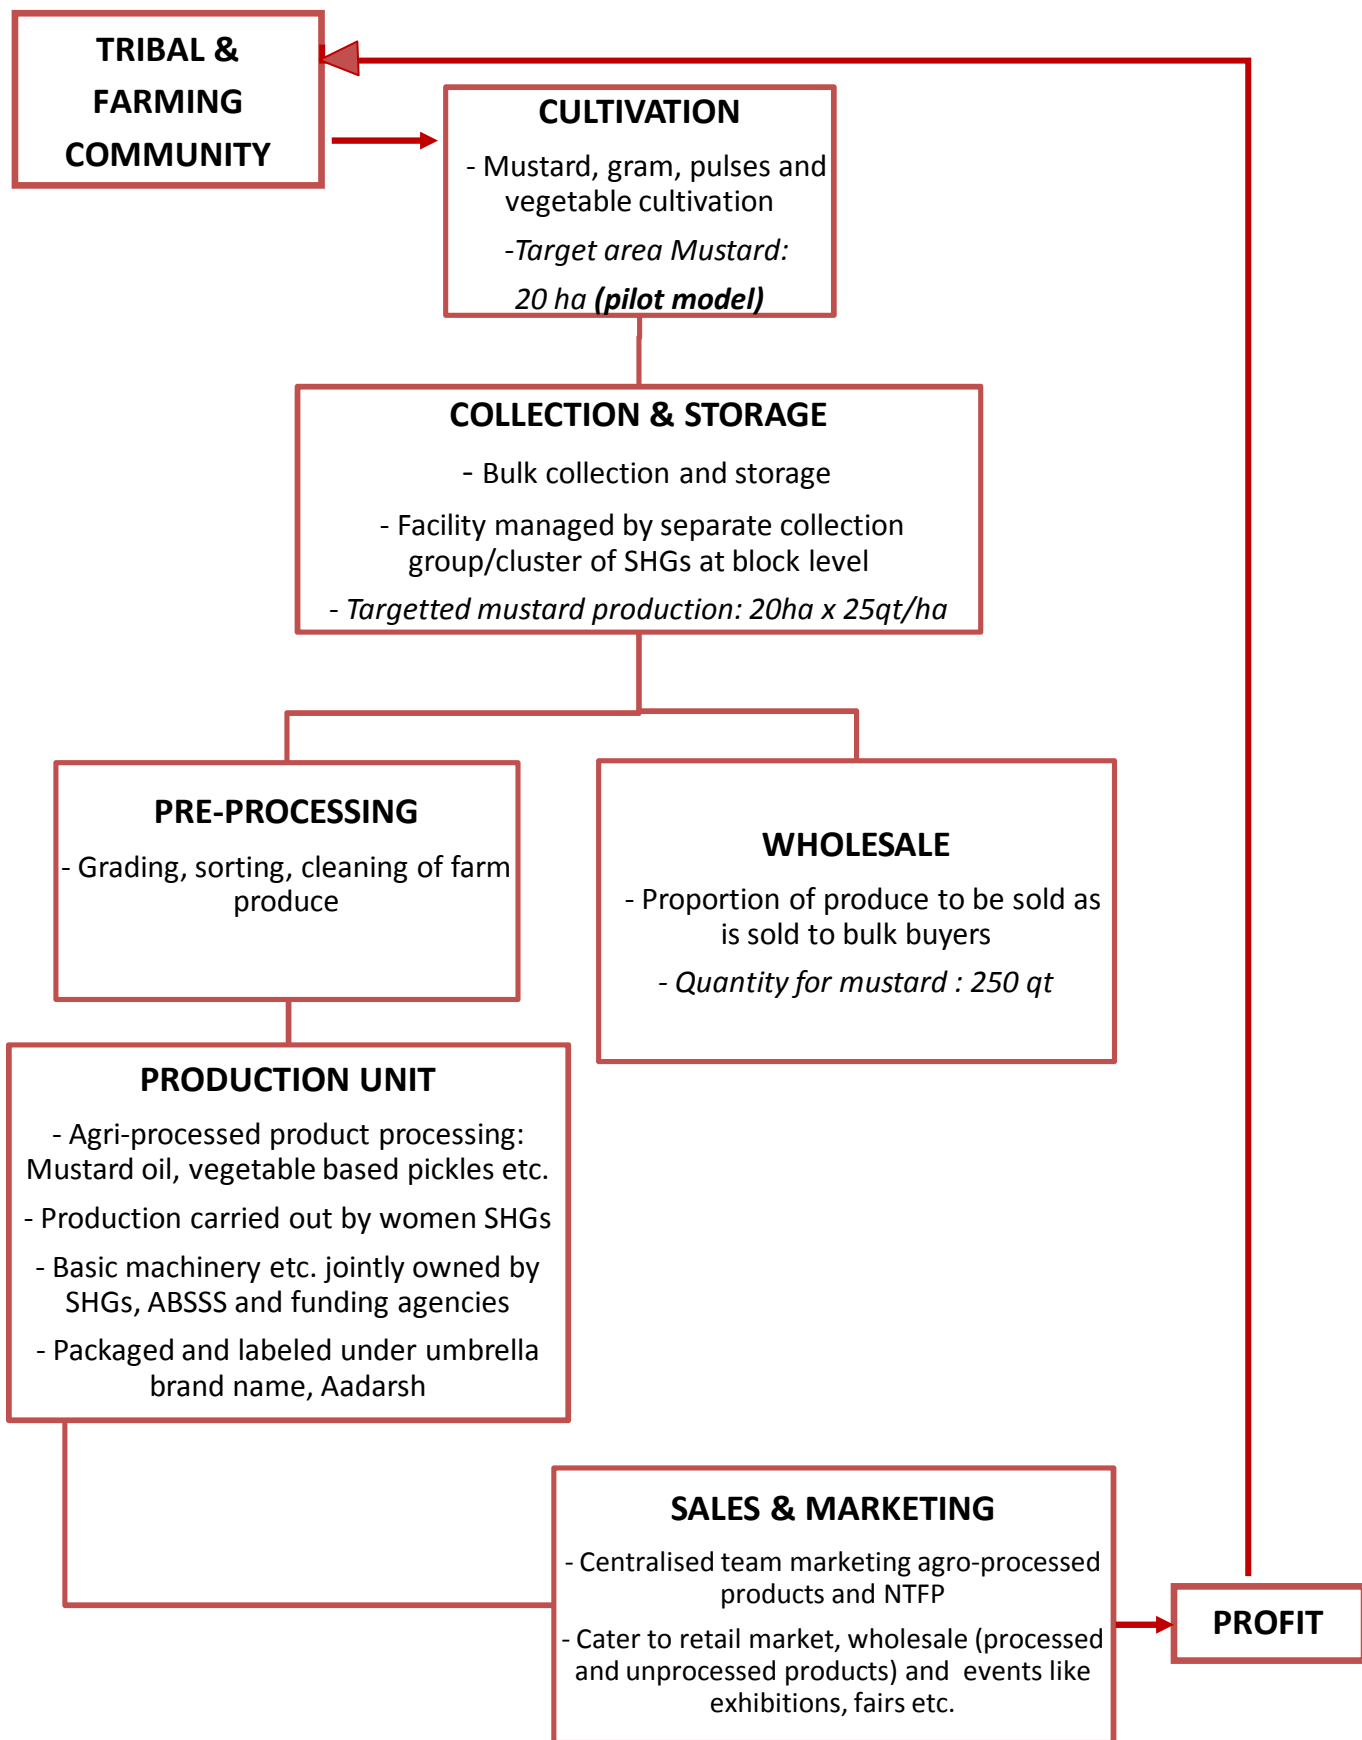 TRIBAL &
FARMING
COMMUNITY
CULTIVATION
- Mustard, gram, pulses and
vegetable cultivation
-Target area Mustard:
20 ha (pilot model)
COLLECTION & STORAGE
- Bulk collection and storage
- Facility managed by separate collection
group/cluster of SHGs at block level
- Targetted mustard production: 20ha x 25qt/ha
PRE-PROCESSING
- Grading, sorting, cleaning of farm
produce
WHOLESALE
- Proportion of produce to be sold as
is sold to bulk buyers
- Quantity for mustard : 250 qt
PRODUCTION UNIT
- Agri-processed product processing:
Mustard oil, vegetable based pickles etc.
- Production carried out by women SHGs
- Basic machinery etc. jointly owned by
SHGs, ABSSS and funding agencies
- Packaged and labeled under umbrella
brand name, Aadarsh
SALES & MARKETING
- Centralised team marketing agro-processed
products and NTFP
- Cater to retail market, wholesale (processed
and unprocessed products) and  events like
exhibitions, fairs etc.
PROFIT